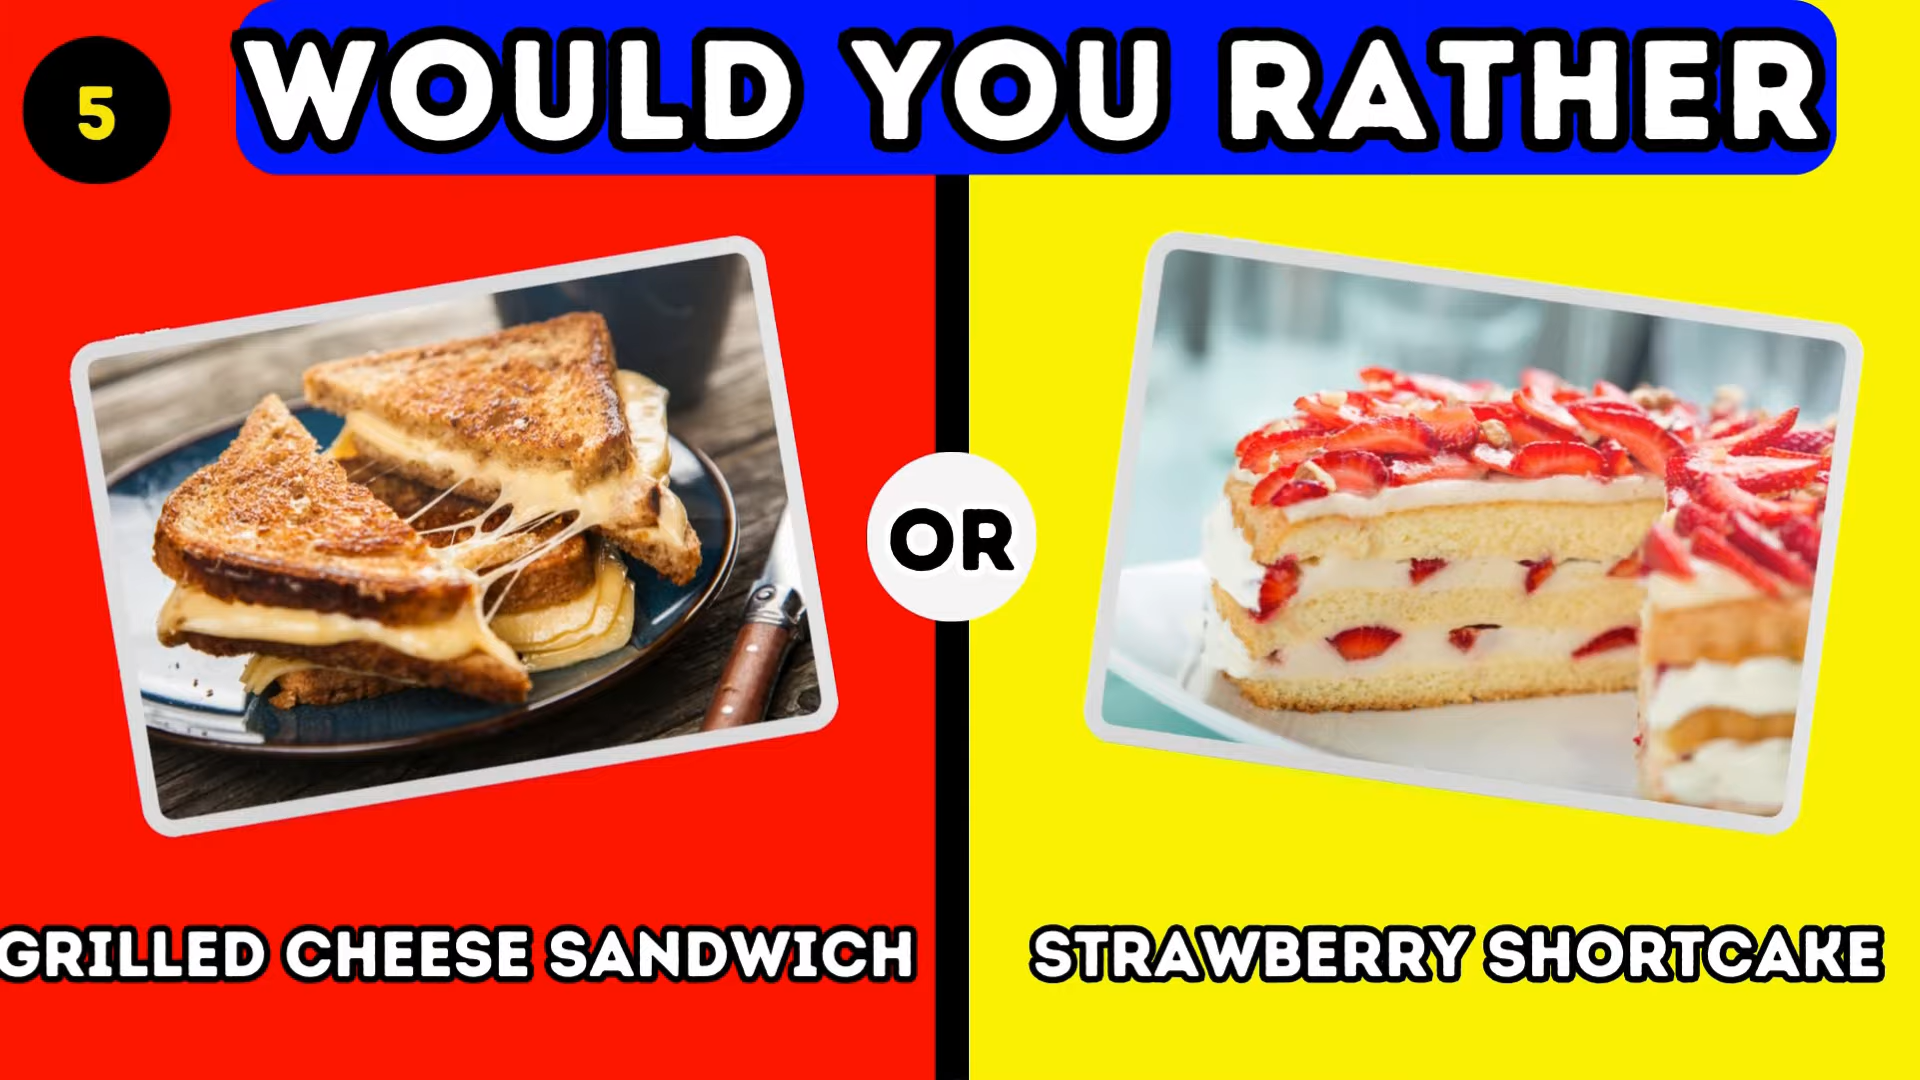 5
WOULD YOU RATHER
OR
GRILLED CHEESE SANDWICH
STRAWBERRY SHORTCAKE